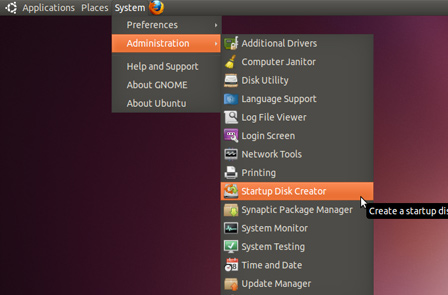 Applications Places System
Preferences
Administration
Help and Support
About GNOME
About Ubuntu
Additional Drivers
Computer Janitor
Disk Utility
Language Support
Log File Viewer
Login Screen
Network Tools
Printing
Startup Disk Creator
Synaptic Package Manager
System Monitor
System Testing
Time and Date
Update Manager
Create a startup dis